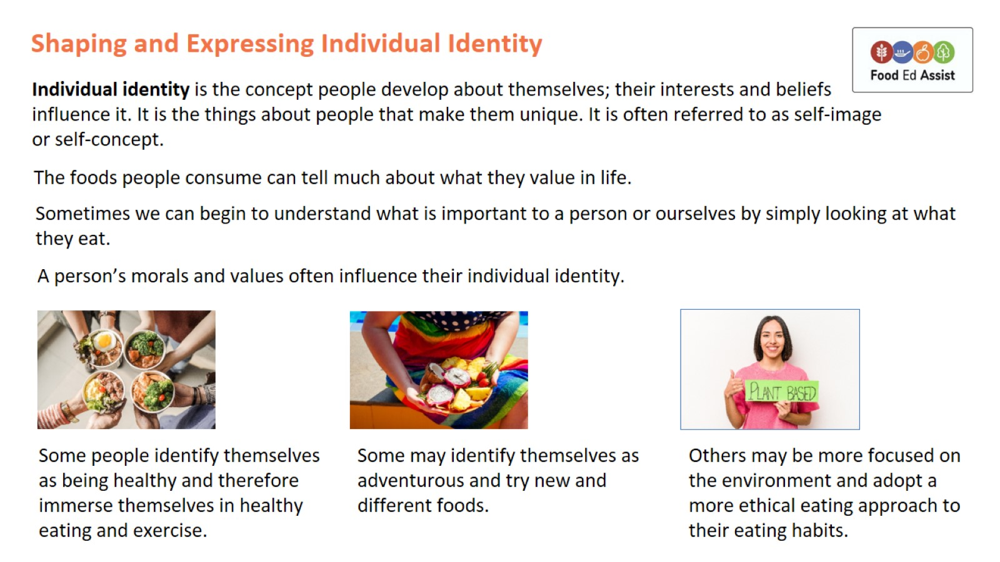 Shaping and Expressing Individual Identity
Food Ed Assist
Individual identity is the concept people develop about themselves; their interests and beliefs
influence it. It is the things about people that make them unique. It is often referred to as self-image
or self-concept.
The foods people consume can tell much about what they value in life.
Sometimes we can begin to understand what is important to a person or ourselves by simply looking at what
they eat.
A person’s morals and values often influence their individual identity.
PLANT BASED
Some people identify themselves
as being healthy and therefore
immerse themselves in healthy
eating and exercise.
Some may identify themselves as
adventurous and try new and
different foods.
Others may be more focused on
the environment and adopt a
more ethical eating approach to
their eating habits.